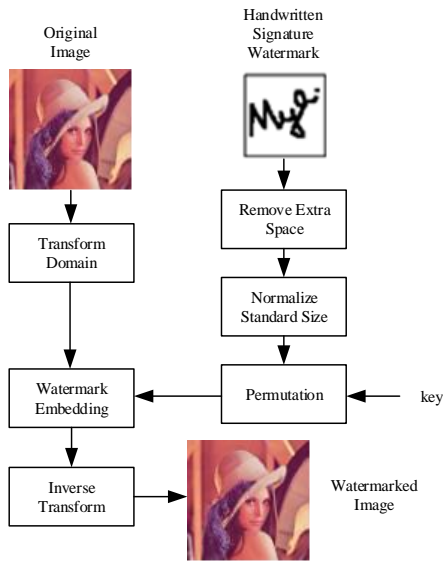 Original
Image
Handwritten
Signature
Watermark
Remove Extra
Space
Transform
Domain
Normalize
Standard Size
Watermark
Embedding
Permutation
key
Inverse
Transform
Watermarked
Image